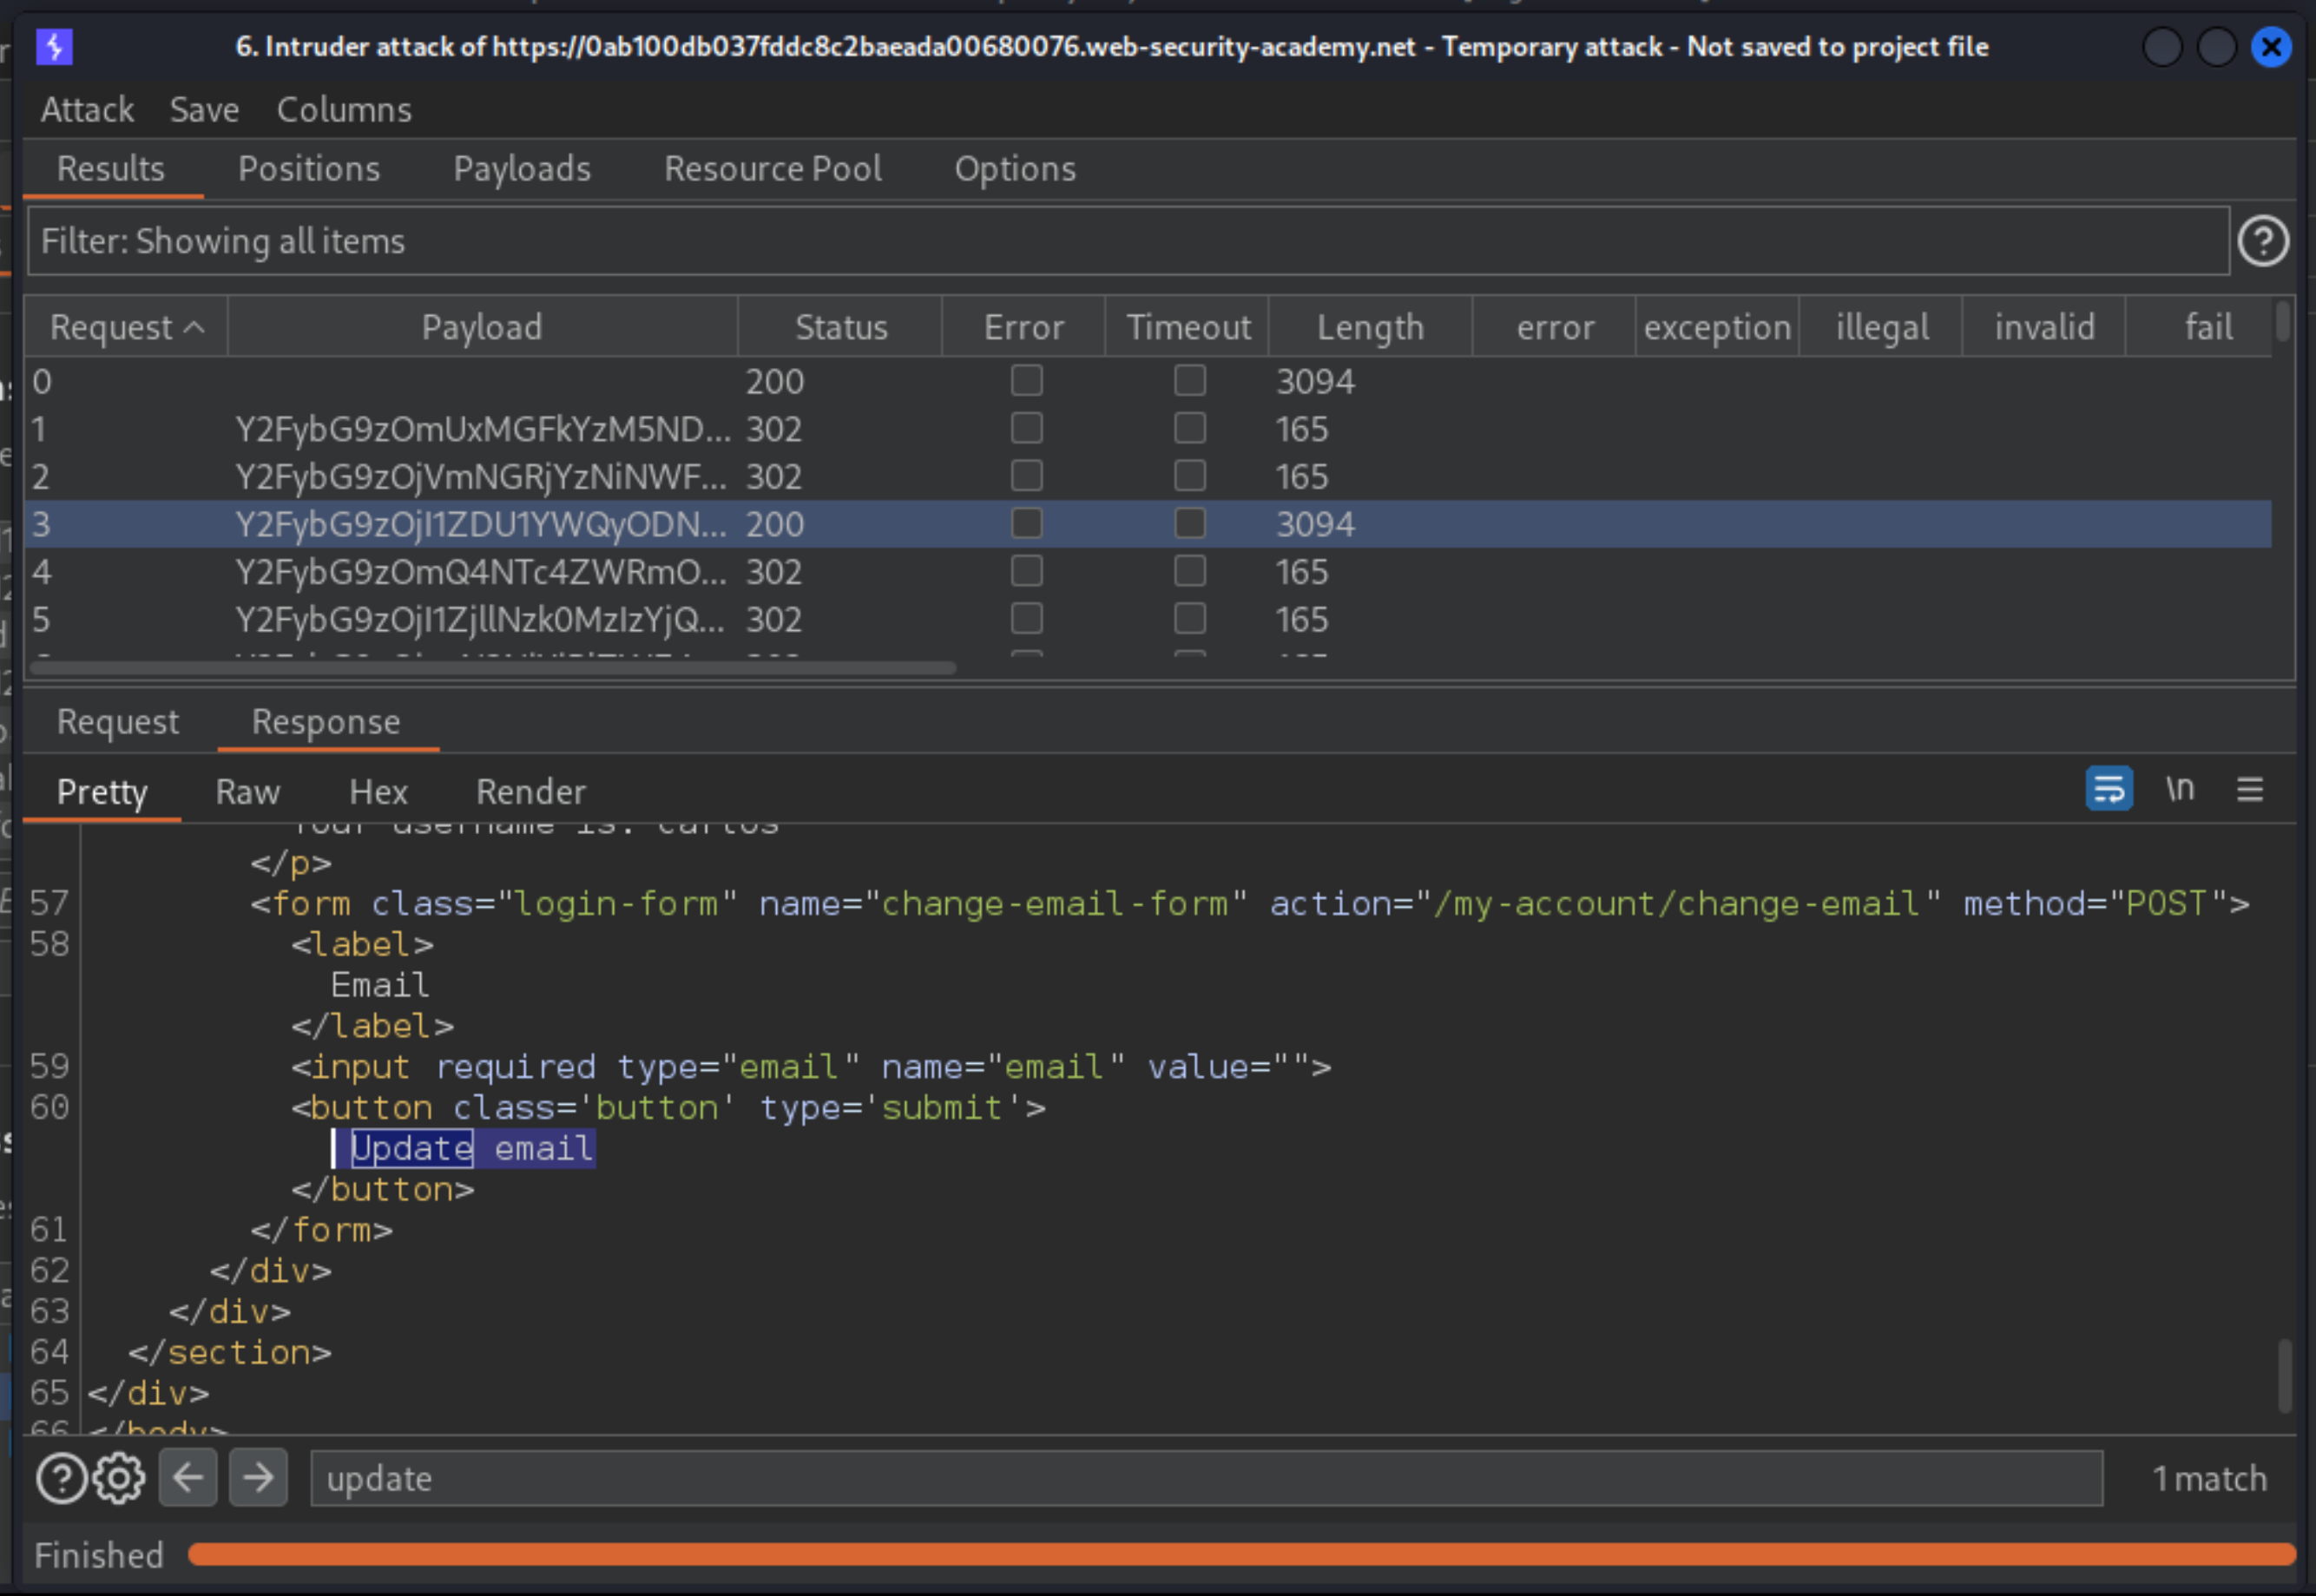 6. Intruder attack of https://0ab100db037fddc8c2baeada00680076.web-security-academy.net - Temporary attack - Not saved to project file
Attack Save Columns
Results Positions Payloads Resource Pool Options
Filter: Showing all items
Request Payload Status Error Timeout Length error exception illegal invalid fail
0 200 3094
1 Y2FybG9zOmUxMGFkYzM5ND... 302 165
2 Y2FybG9zOjVmNGRjYzNiNWF... 302 165
3 Y2FybG9zOjI1ZDU1YWQyODN... 200 3094
4 Y2FybG9zOmQ4NTc4ZWRmO... 302 165
5 Y2FybG9zOjI1ZjllNzk0MzIzYjQ... 302 165
Request Response
Pretty Raw Hex Render \n
Your username is: carlos
</p>
57 <form class="login-form" name="change-email-form" action="/my-account/change-email" method="POST">
58 <label>
Email
</label>
59 <input required type="email" name="email" value="">
60 <button class='button' type='submit'>
Update email
</button>
61 </form>
62 </div>
63 </div>
64 </section>
65 </div>
66 </body>
update 1 match
Finished